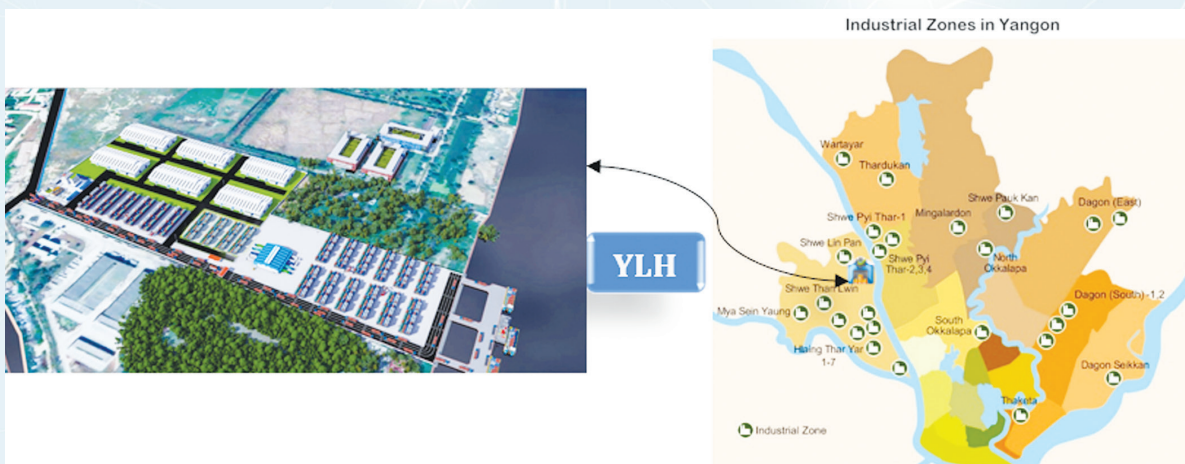 Industrial Zones in Yangon
YLH
Wartayar
Thardukan
Shwe Pauk Kan
Dagon (East)
Shwe Pyi Thar-1
Mingalardon
Shwe Lin Pan
Shwe Pyi
Thar-2,3,4
North
Okkalapa
Shwe Than Lwin
Dagon (South) -1,2
Mya Sein Yaung
South
Okkalapa
Hlaing Thar Yar
1-7
Dagon Seikkan
Thaketa
Industrial Zone